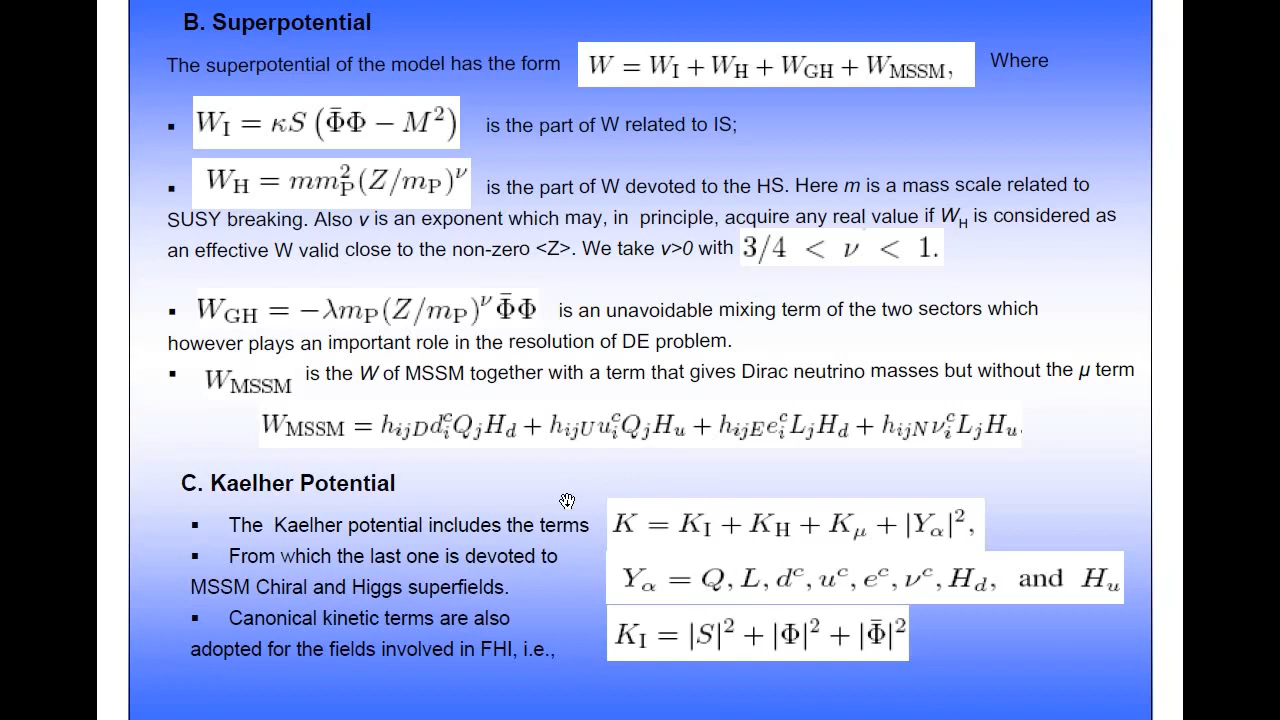 B. Superpotential
The superpotential of the model has the form W = W_I + W_H + W_GH + W_MSSM, Where
▪ W_I = κS (Φ̄Φ − M²) is the part of W related to IS;
▪ W_H = mm_P²(Z/m_P)^ν is the part of W devoted to the HS. Here m is a mass scale related to
SUSY breaking. Also ν is an exponent which may, in principle, acquire any real value if W_H is considered as
an effective W valid close to the non-zero <Z>. We take ν>0 with 3/4 < ν < 1.
▪ W_GH = −λm_P(Z/m_P)^ν Φ̄Φ is an unavoidable mixing term of the two sectors which
however plays an important role in the resolution of DE problem.
▪ W_MSSM is the W of MSSM together with a term that gives Dirac neutrino masses but without the μ term
W_MSSM = h_ijD d_i^c Q_j H_d + h_ijU u_i^c Q_j H_u + h_ijE e_i^c L_j H_d + h_ijN ν_i^c L_j H_u.
C. Kaelher Potential
▪ The Kaelher potential includes the terms K = K_I + K_H + K_μ + |Y_α|²,
▪ From which the last one is devoted to
MSSM Chiral and Higgs superfields. Y_α = Q, L, d^c, u^c, e^c, ν^c, H_d, and H_u
▪ Canonical kinetic terms are also
adopted for the fields involved in FHI, i.e., K_I = |S|² + |Φ|² + |Φ̄|²